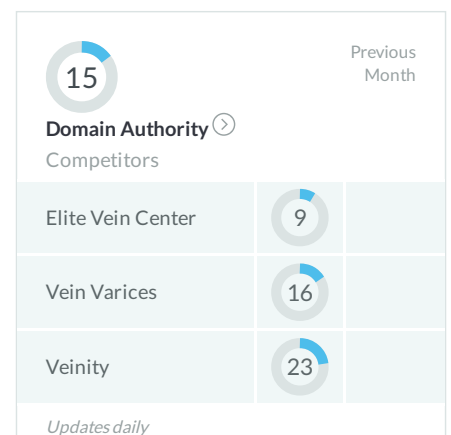 15
Previous
Month
Domain Authority
Competitors
Elite Vein Center 9
Vein Varices 16
Veinity 23
Updates daily